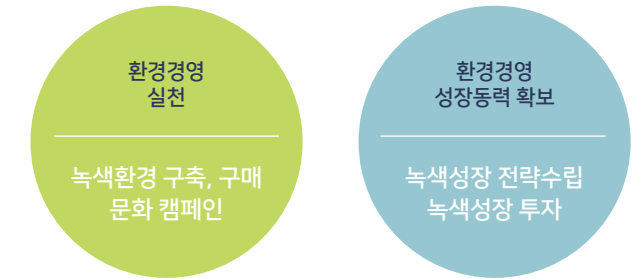 환경경영
실천
녹색환경 구축, 구매
문화 캠페인
환경경영
성장동력 확보
녹색성장 전략수립
녹색성장 투자